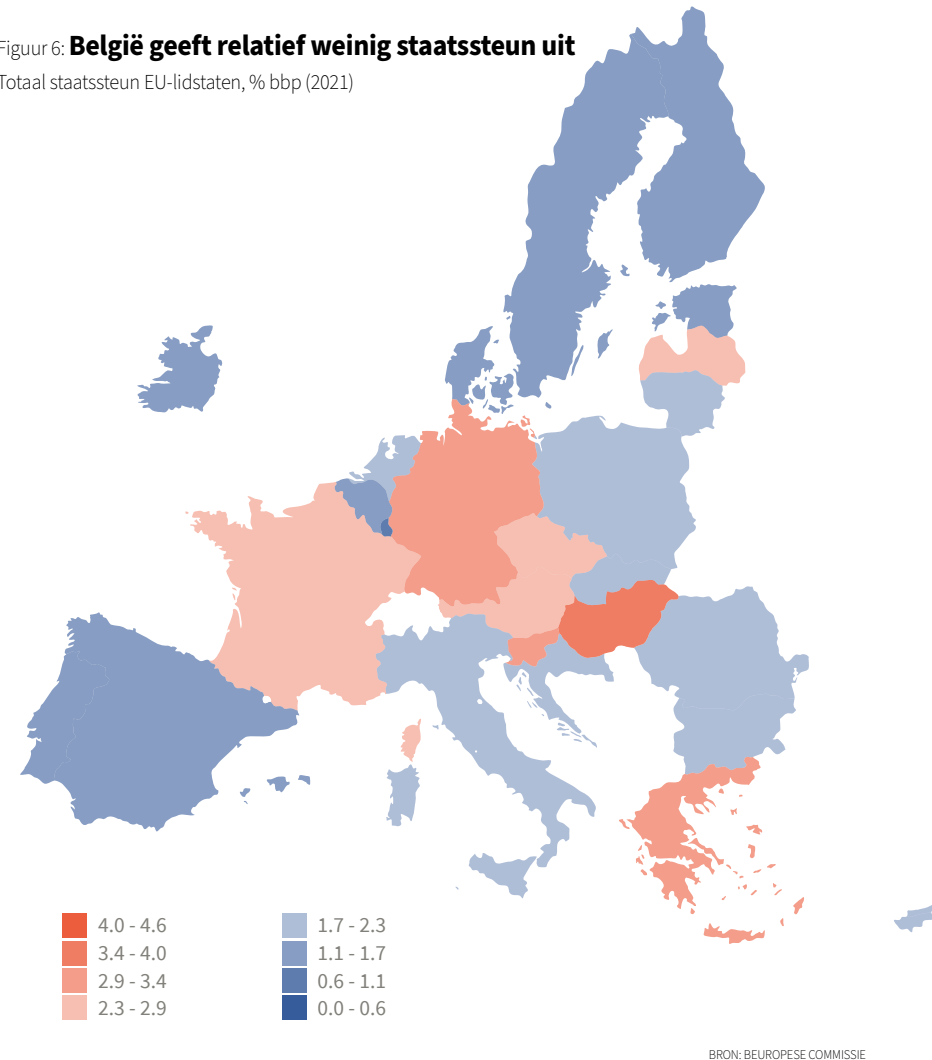 Figuur 6: België geeft relatief weinig staatssteun uit
Totaal staatssteun EU-lidstaten, % bbp (2021)
4.0 - 4.6
3.4 - 4.0
2.9 - 3.4
2.3 - 2.9
1.7 - 2.3
1.1 - 1.7
0.6 - 1.1
0.0 - 0.6
BRON: BEUROPESE COMMISSIE